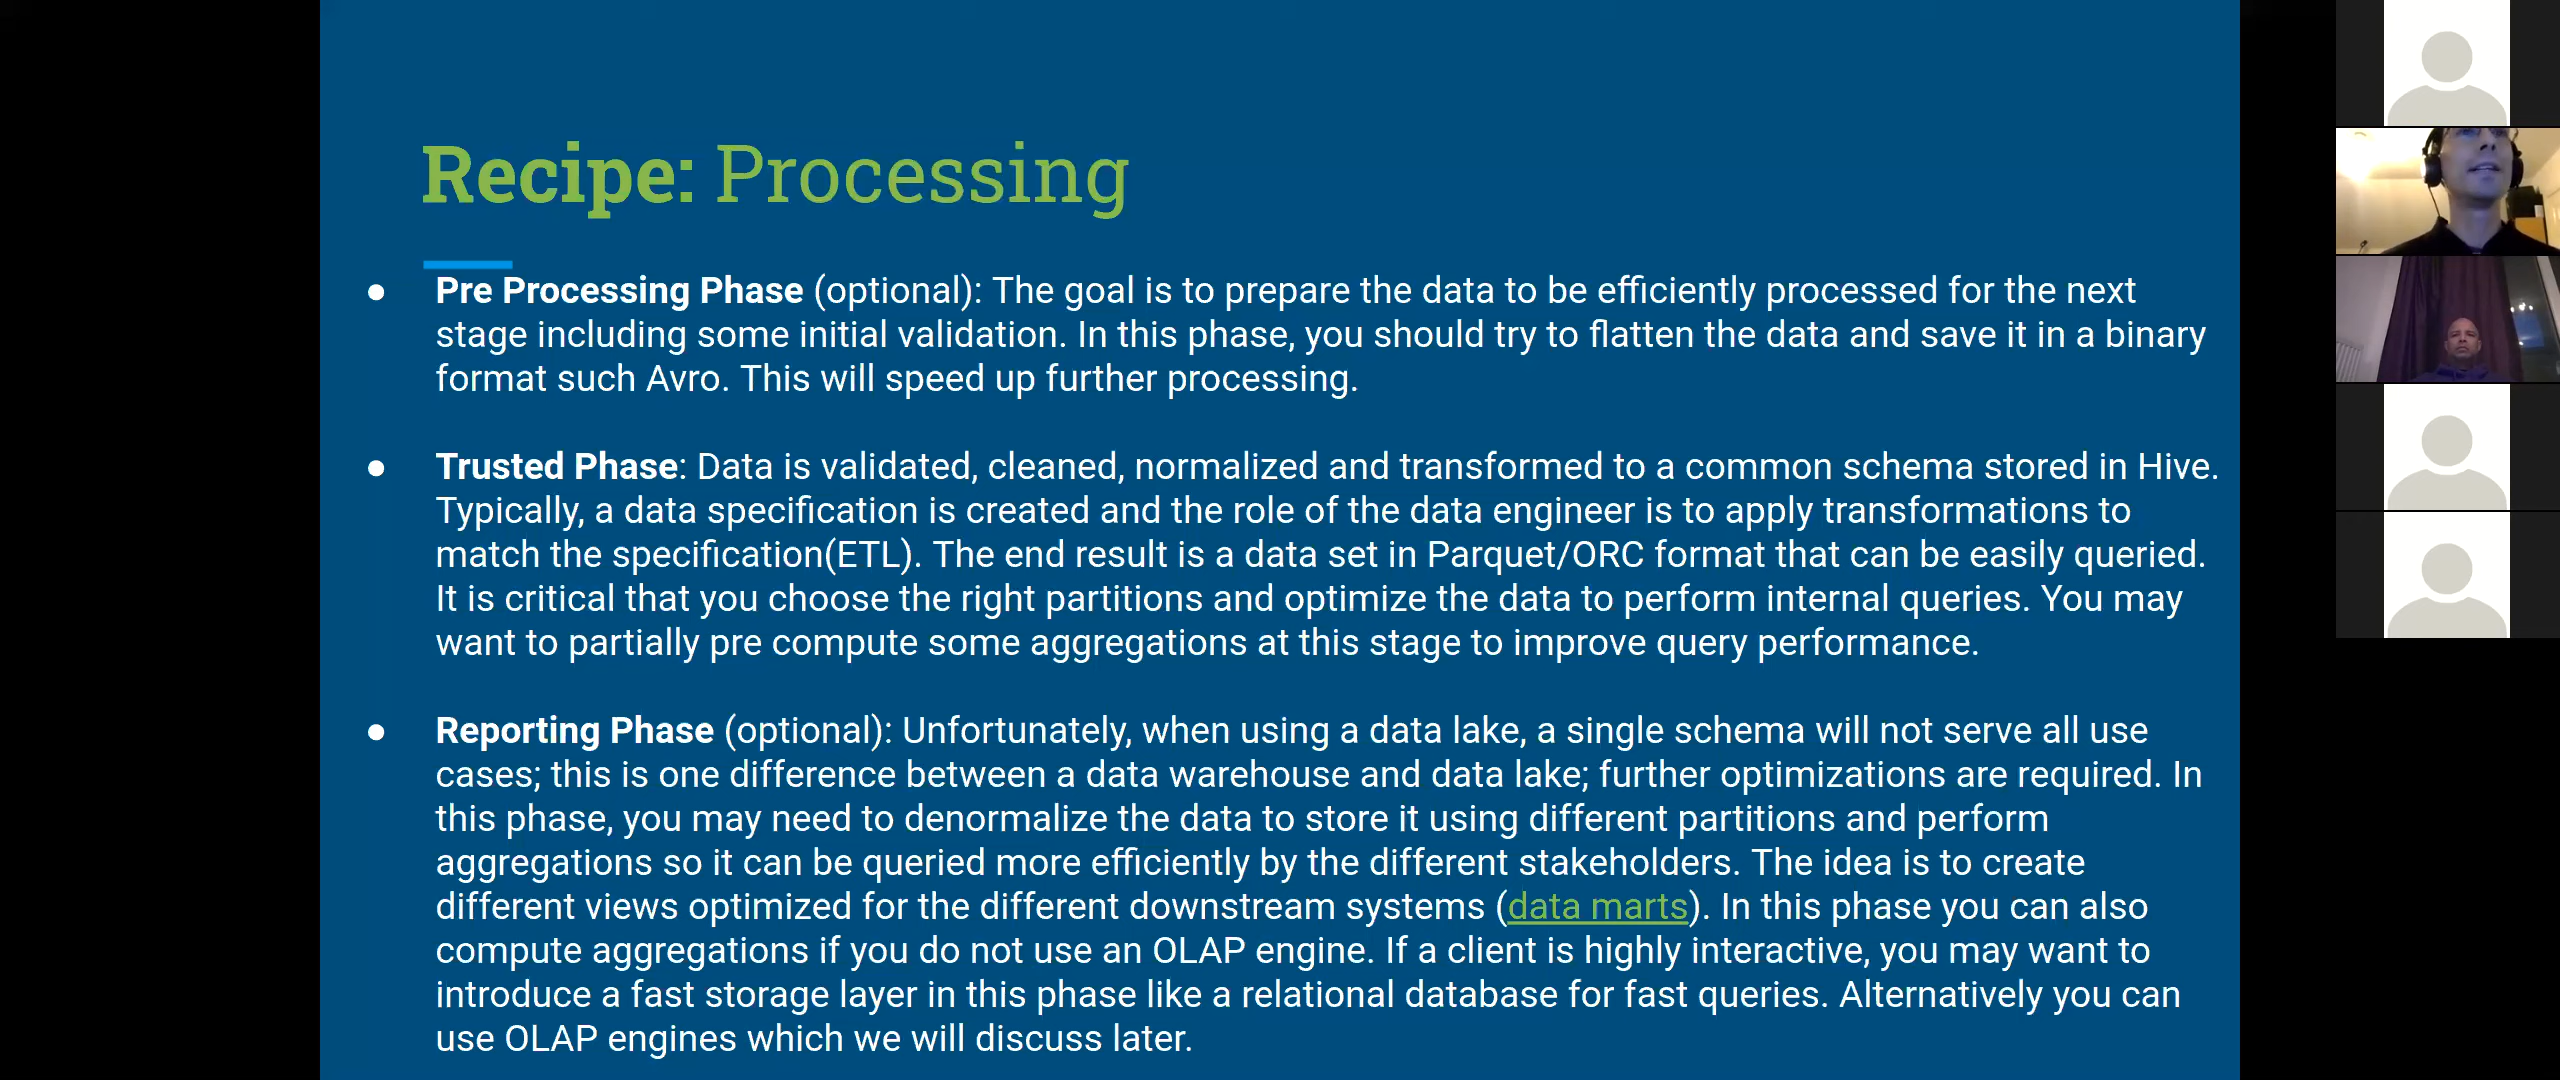 Recipe: Processing
● Pre Processing Phase (optional): The goal is to prepare the data to be efficiently processed for the next
stage including some initial validation. In this phase, you should try to flatten the data and save it in a binary
format such Avro. This will speed up further processing.
● Trusted Phase: Data is validated, cleaned, normalized and transformed to a common schema stored in Hive.
Typically, a data specification is created and the role of the data engineer is to apply transformations to
match the specification(ETL). The end result is a data set in Parquet/ORC format that can be easily queried.
It is critical that you choose the right partitions and optimize the data to perform internal queries. You may
want to partially pre compute some aggregations at this stage to improve query performance.
● Reporting Phase (optional): Unfortunately, when using a data lake, a single schema will not serve all use
cases; this is one difference between a data warehouse and data lake; further optimizations are required. In
this phase, you may need to denormalize the data to store it using different partitions and perform
aggregations so it can be queried more efficiently by the different stakeholders. The idea is to create
different views optimized for the different downstream systems (data marts). In this phase you can also
compute aggregations if you do not use an OLAP engine. If a client is highly interactive, you may want to
introduce a fast storage layer in this phase like a relational database for fast queries. Alternatively you can
use OLAP engines which we will discuss later.